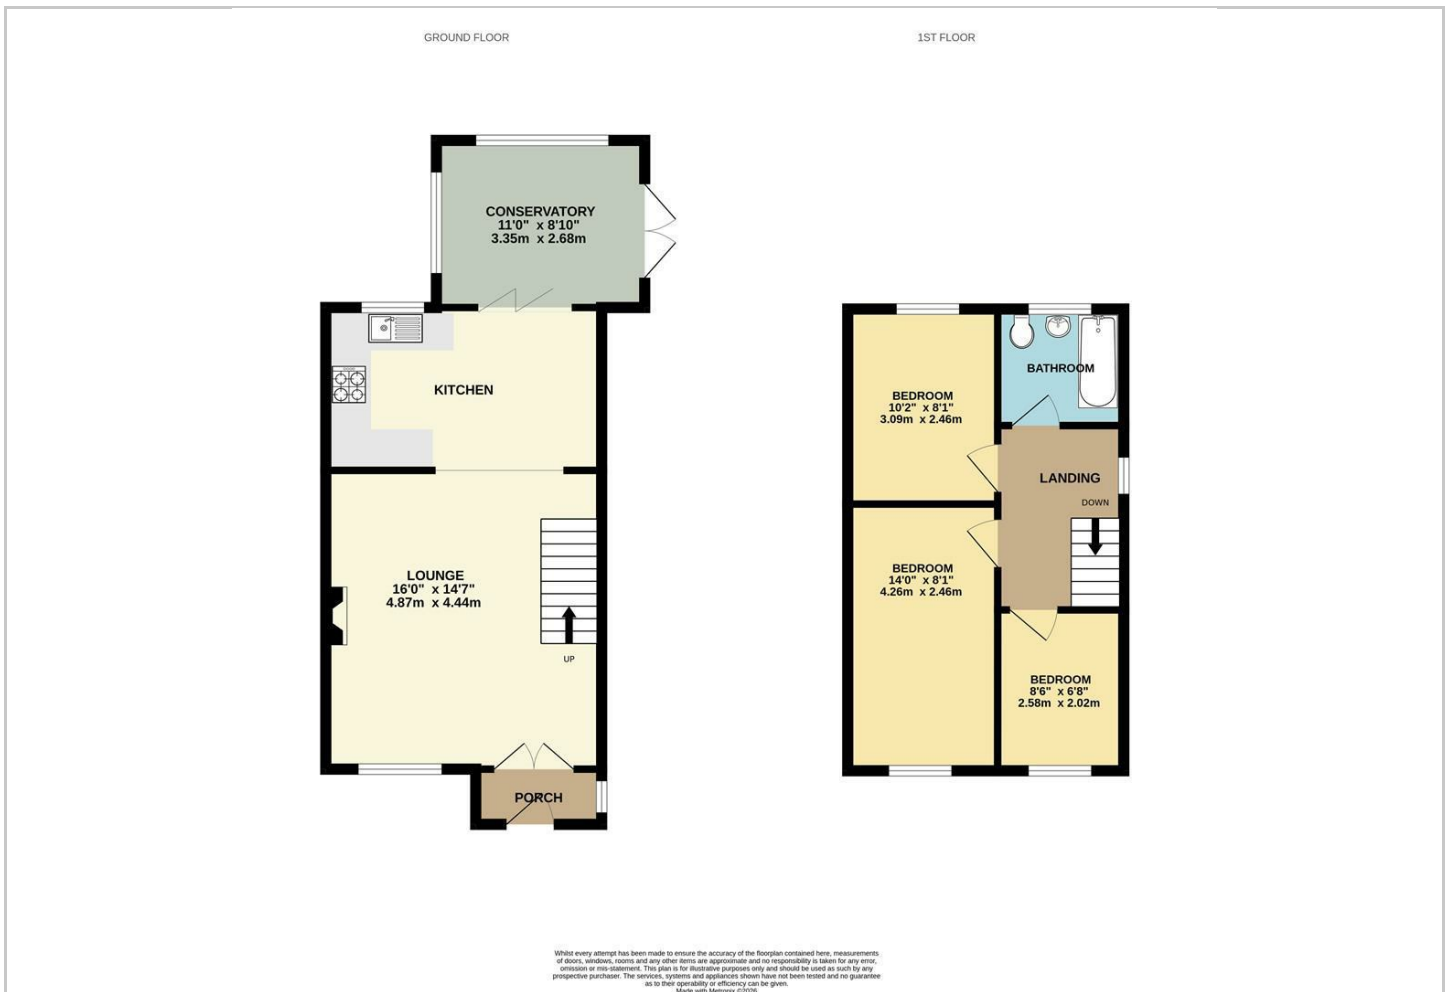 GROUND FLOOR
CONSERVATORY
11'0" x 8'10"
3.35m x 2.68m
KITCHEN
LOUNGE
16'0" x 14'7"
4.87m x 4.44m
UP
PORCH
1ST FLOOR
BEDROOM
10'2" x 8'1"
3.09m x 2.46m
BATHROOM
LANDING
DOWN
BEDROOM
14'0" x 8'1"
4.26m x 2.46m
BEDROOM
8'6" x 6'8"
2.58m x 2.02m
Whilst every attempt has been made to ensure the accuracy of the floorplan contained here, measurements
of doors, windows, rooms and any other items are approximate and no responsibility is taken for any error,
omission or mis-statement. This plan is for illustrative purposes only and should be used as such by any
prospective purchaser. The services, systems and appliances shown have not been tested and no guarantee
as to their operability or efficiency can be given.
Made with Metropix ©2026